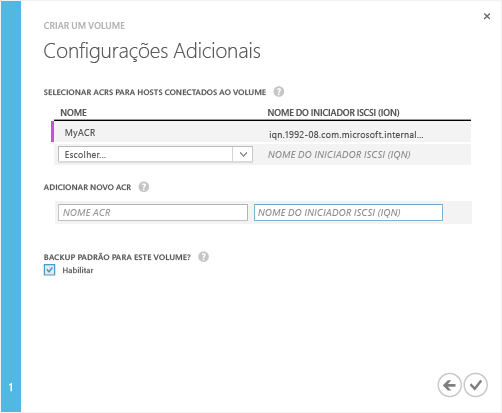 CRIAR UM VOLUME
Configurações Adicionais
SELECIONAR ACRS PARA HOSTS CONECTADOS AO VOLUME ?
NOME NOME DO INICIADOR ISCSI (IQN)
MyACR iqn.1992-08.com.microsoft.internal...
Escolher... NOME DO INICIADOR ISCSI (IQN)
ADICIONAR NOVO ACR ?
NOME ACR NOME DO INICIADOR ISCSI (IQN)
BACKUP PADRÃO PARA ESTE VOLUME? ?
Habilitar
1